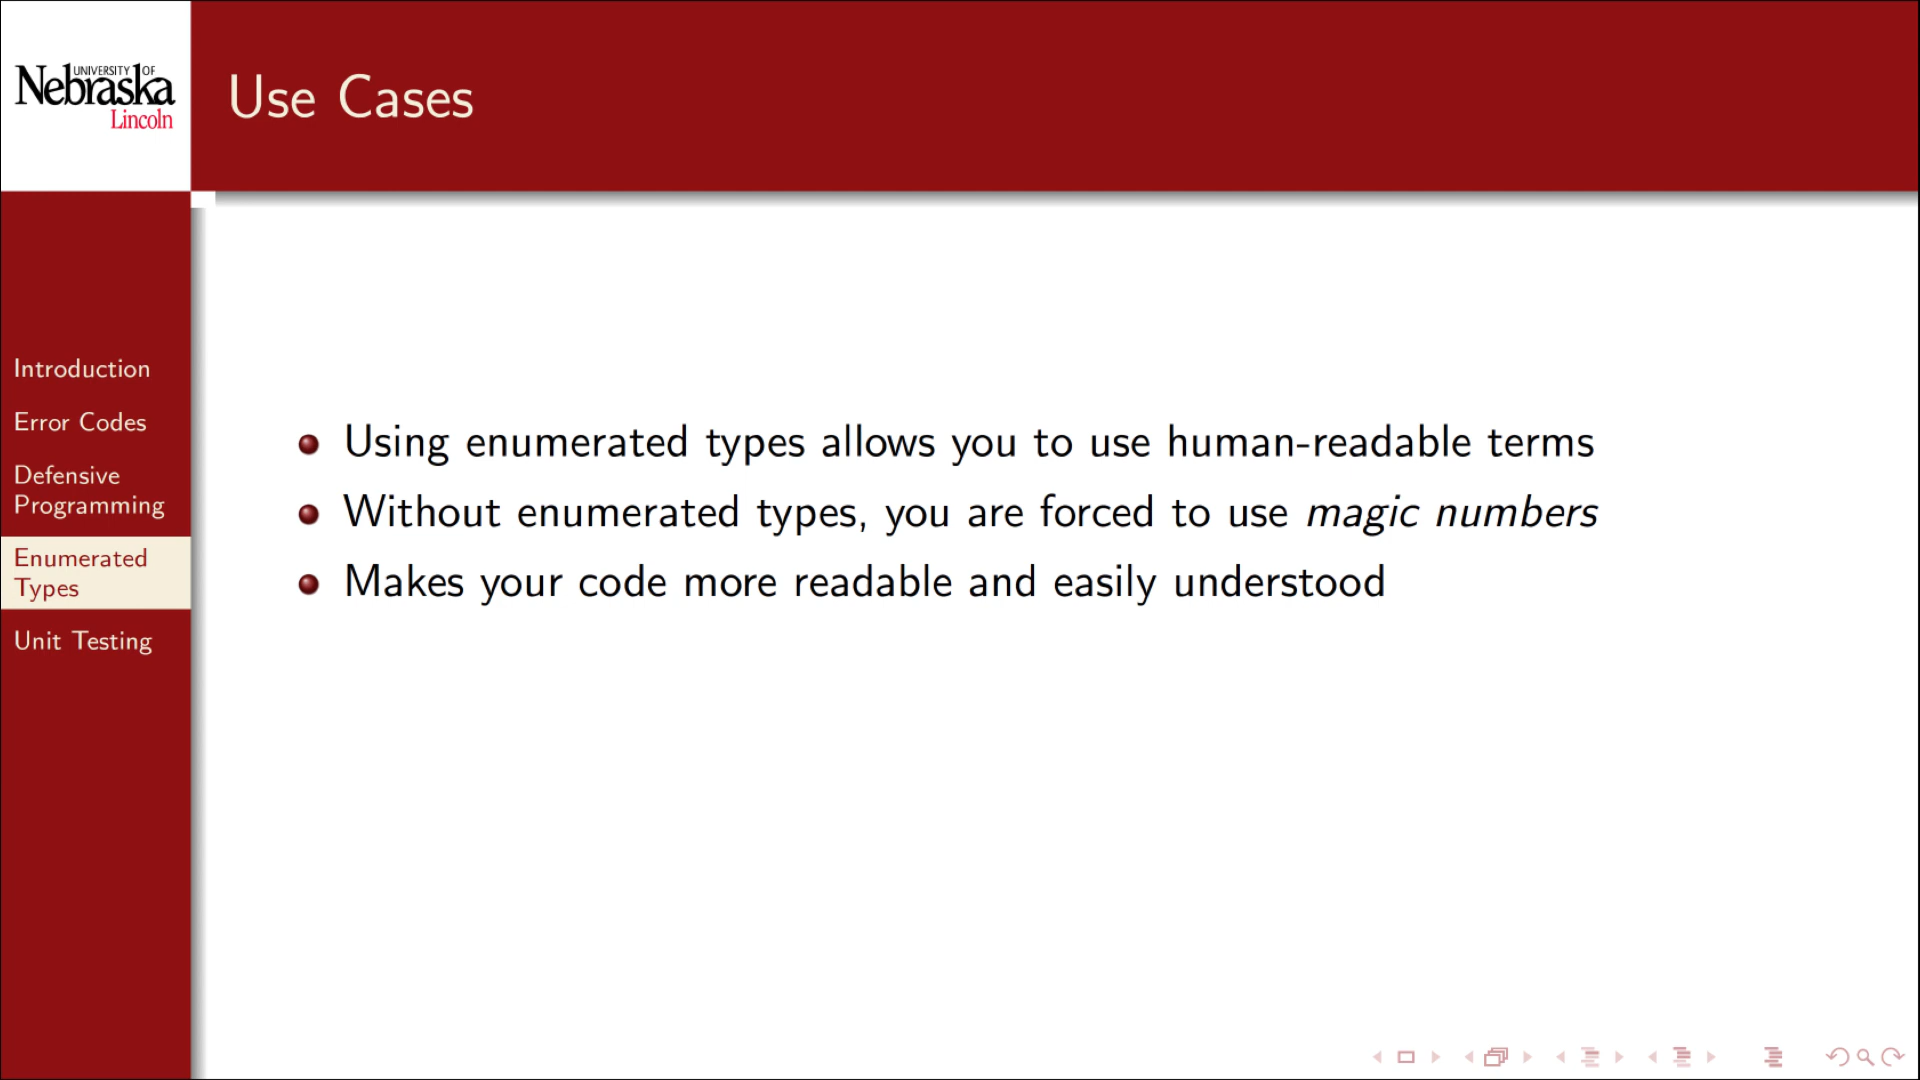 UNIVERSITY OF
Nebraska
Lincoln
Use Cases
Introduction
Error Codes
Defensive
Programming
Enumerated
Types
Unit Testing
Using enumerated types allows you to use human-readable terms
Without enumerated types, you are forced to use magic numbers
Makes your code more readable and easily understood